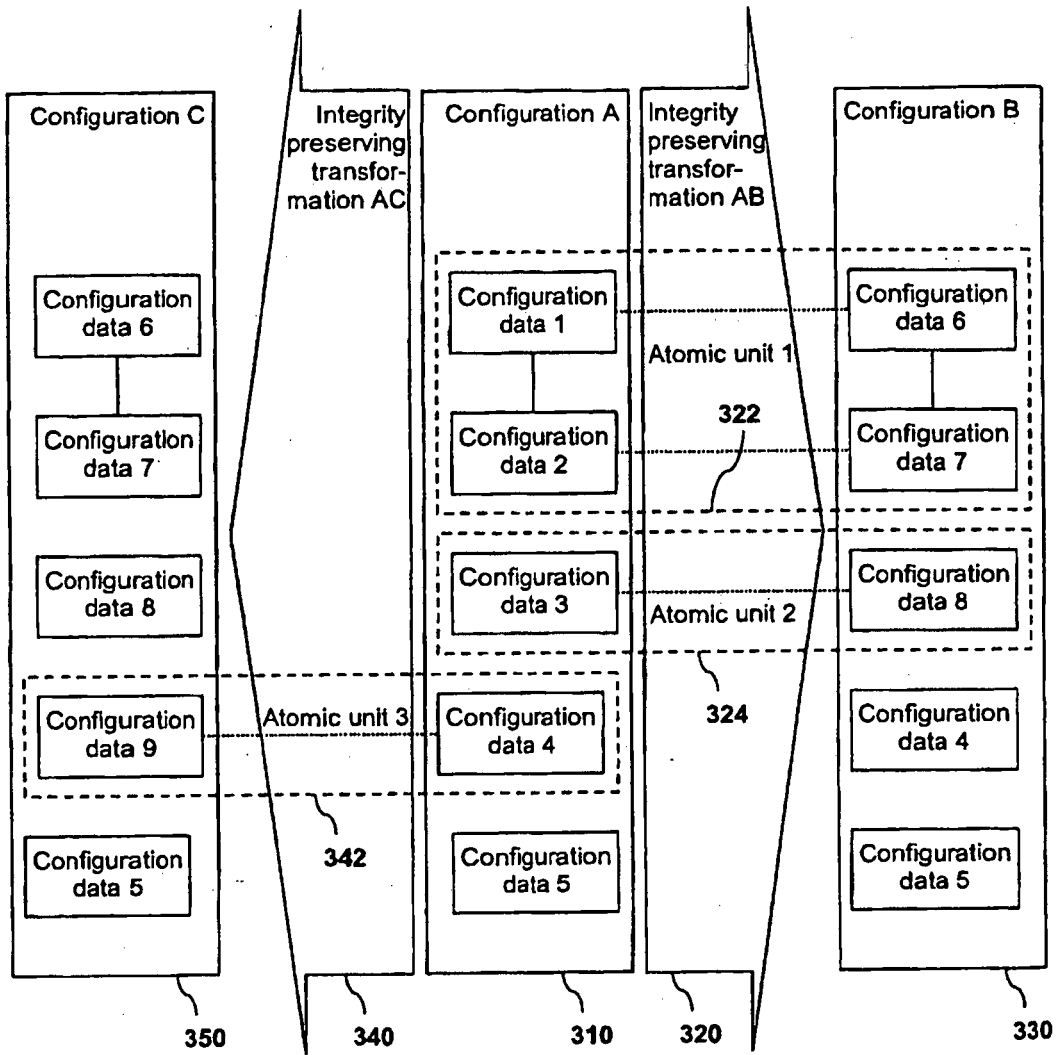 Configuration C
Integrity
preserving
transfor-
mation AC
Configuration A
Integrity
preserving
transfor-
mation AB
Configuration B
Configuration
data 6
Configuration
data 7
Configuration
data 8
Configuration
data 9
Configuration
data 5
Atomic unit 3
342
Configuration
data 1
Configuration
data 2
Configuration
data 3
Configuration
data 4
Configuration
data 5
Atomic unit 1
322
Atomic unit 2
324
Configuration
data 6
Configuration
data 7
Configuration
data 8
Configuration
data 4
Configuration
data 5
350
340
310
320
330